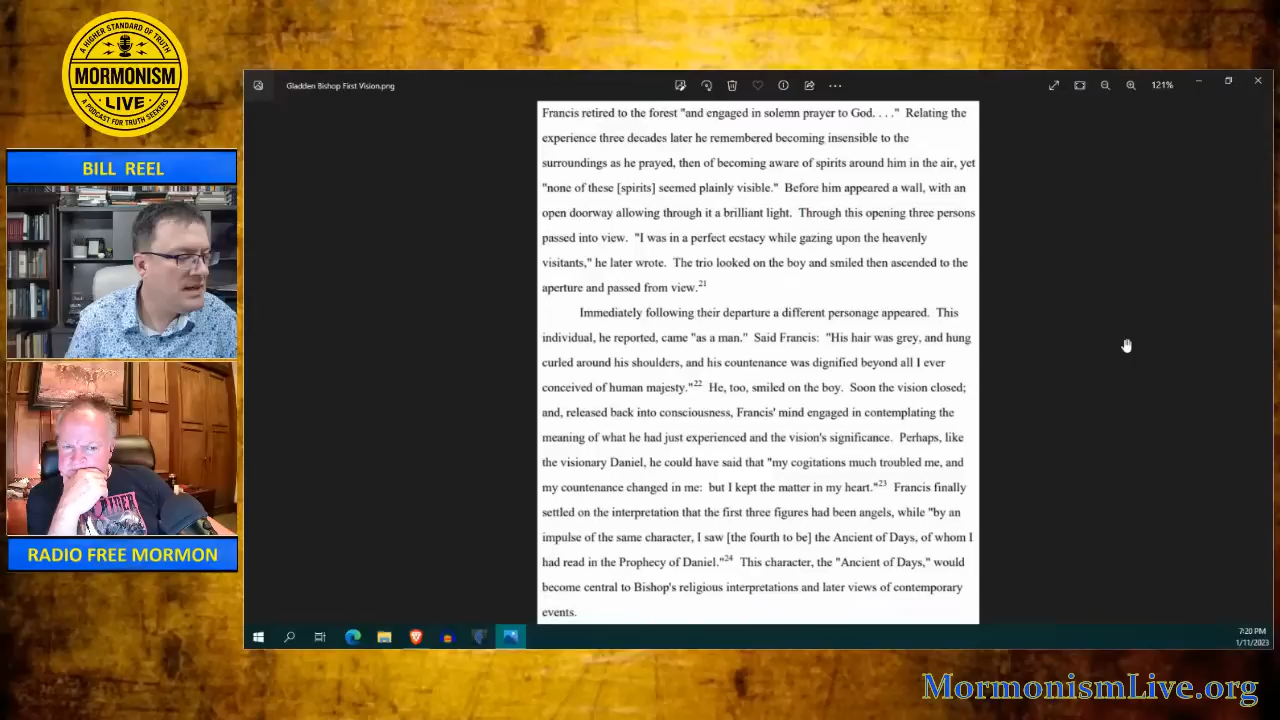 A HIGHER STANDARD OF TRUTH
MORMONISM
LIVE
A PODCAST FOR TRUTH SEEKERS
BILL REEL
RADIO FREE MORMON
Gladden Bishop First Vision.png
121%
Francis retired to the forest "and engaged in solemn prayer to God. . . ." Relating the
experience three decades later he remembered becoming insensible to the
surroundings as he prayed, then of becoming aware of spirits around him in the air, yet
"none of these [spirits] seemed plainly visible." Before him appeared a wall, with an
open doorway allowing through it a brilliant light. Through this opening three persons
passed into view. "I was in a perfect ecstacy while gazing upon the heavenly
visitants," he later wrote. The trio looked on the boy and smiled then ascended to the
aperture and passed from view.21
Immediately following their departure a different personage appeared. This
individual, he reported, came "as a man." Said Francis: "His hair was grey, and hung
curled around his shoulders, and his countenance was dignified beyond all I ever
conceived of human majesty."22 He, too, smiled on the boy. Soon the vision closed;
and, released back into consciousness, Francis' mind engaged in contemplating the
meaning of what he had just experienced and the vision's significance. Perhaps, like
the visionary Daniel, he could have said that "my cogitations much troubled me, and
my countenance changed in me: but I kept the matter in my heart."23 Francis finally
settled on the interpretation that the first three figures had been angels, while "by an
impulse of the same character, I saw [the fourth to be] the Ancient of Days, of whom I
had read in the Prophecy of Daniel."24 This character, the "Ancient of Days," would
become central to Bishop's religious interpretations and later views of contemporary
events.
7:20 PM
1/11/2023
MormonismLive.org